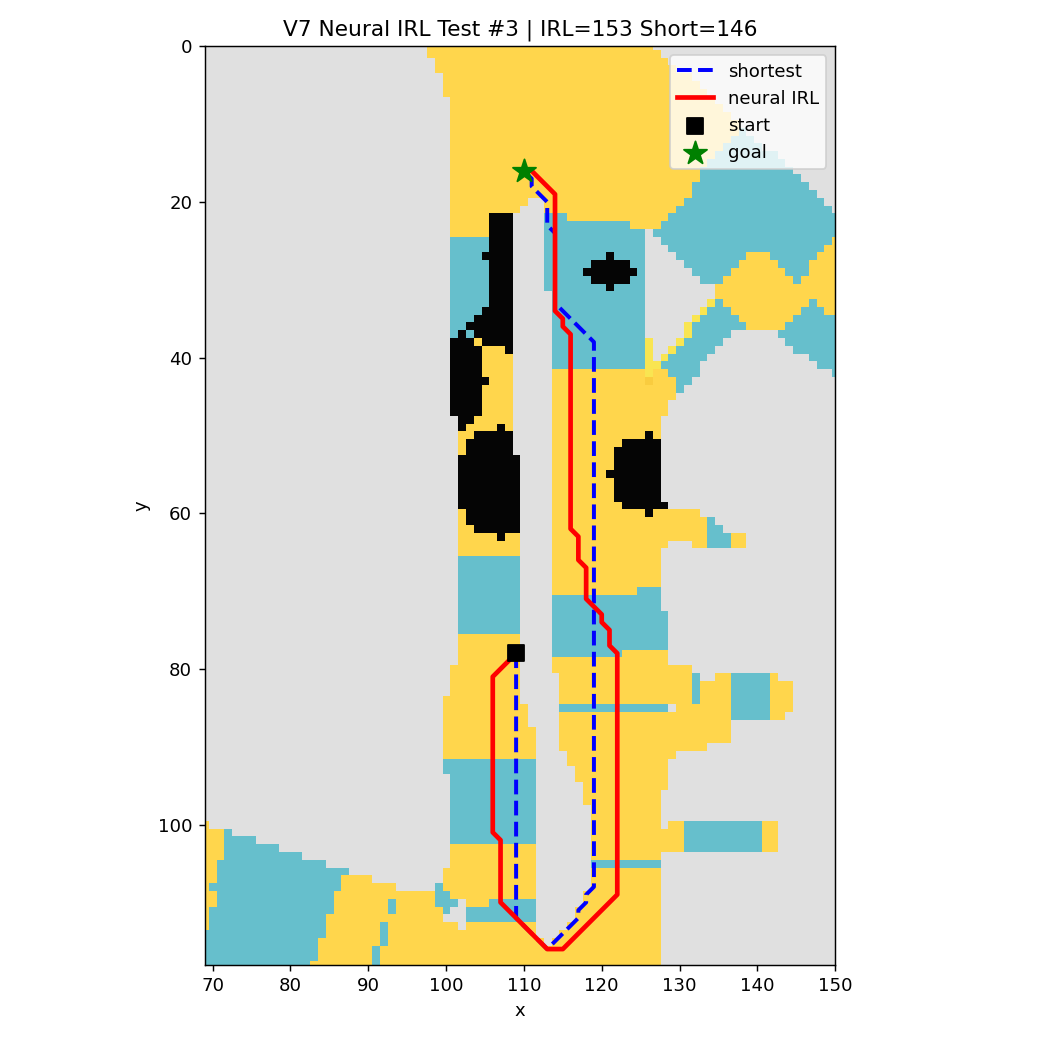 V7 Neural IRL Test #3 | IRL=153 Short=146
shortest
neural IRL
start
goal
0
20
40
60
80
100
y
70 80 90 100 110 120 130 140 150
x